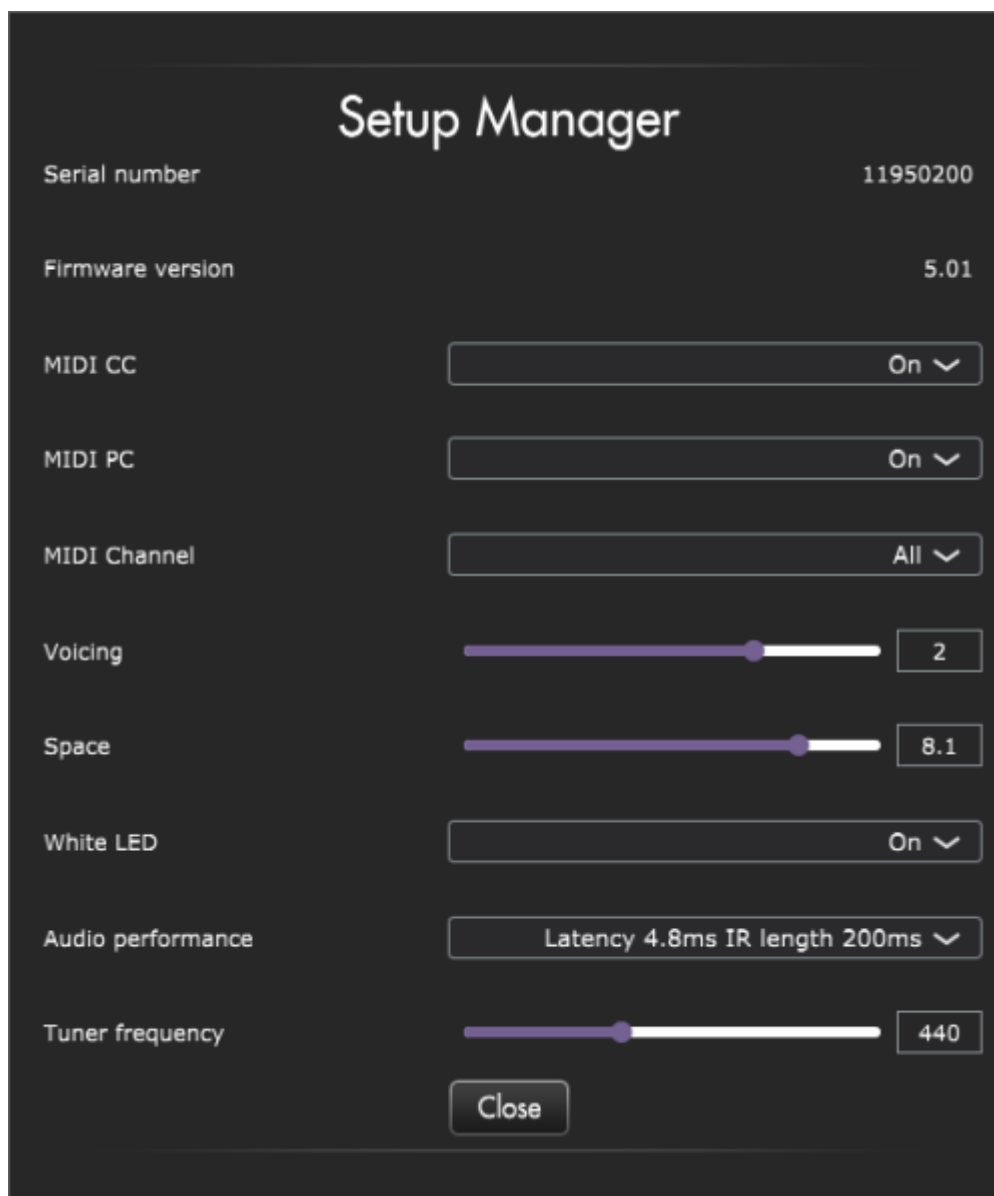 Setup Manager
Serial number 11950200
Firmware version 5.01
MIDI CC On
MIDI PC On
MIDI Channel All
Voicing 2
Space 8.1
White LED On
Audio performance Latency 4.8ms IR length 200ms
Tuner frequency 440
Close